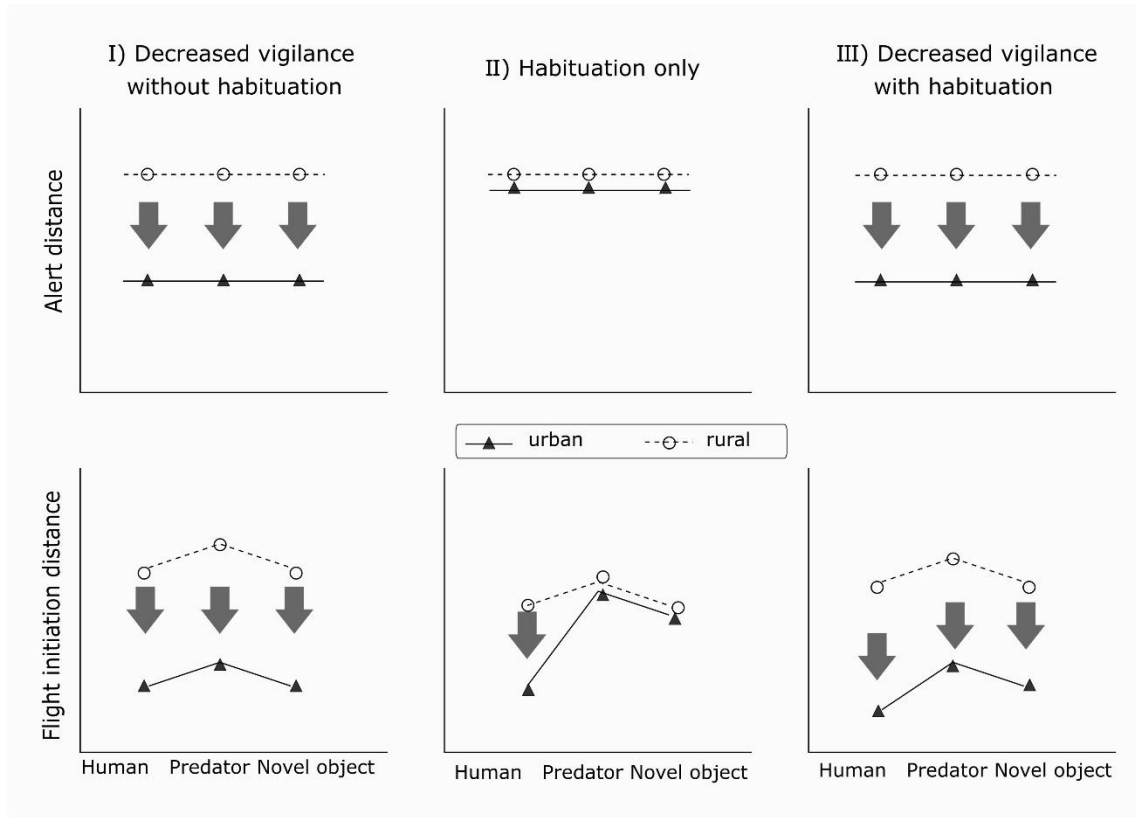 I) Decreased vigilance
without habituation
II) Habituation only
III) Decreased vigilance
with habituation
Alert distance
urban
rural
Flight initiation distance
Human Predator Novel object
Human Predator Novel object
Human Predator Novel object